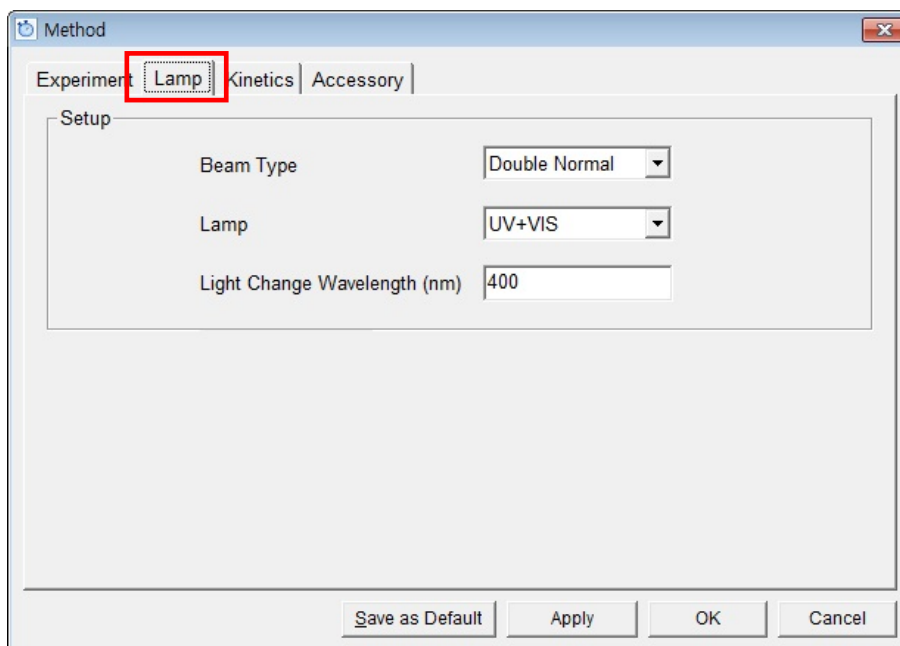 Method
Experiment Lamp Kinetics Accessory
Setup
Beam Type Double Normal
Lamp UV+VIS
Light Change Wavelength (nm) 400
Save as Default Apply OK Cancel